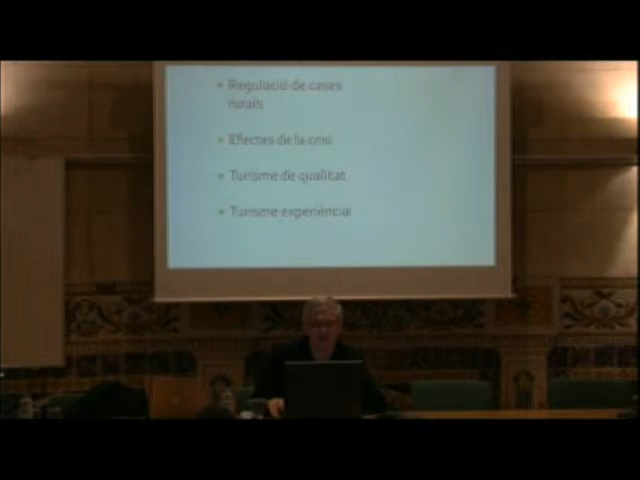 Regulació de cases
rurals
Efectes de la crisi
Turisme de qualitat
Turisme experiència